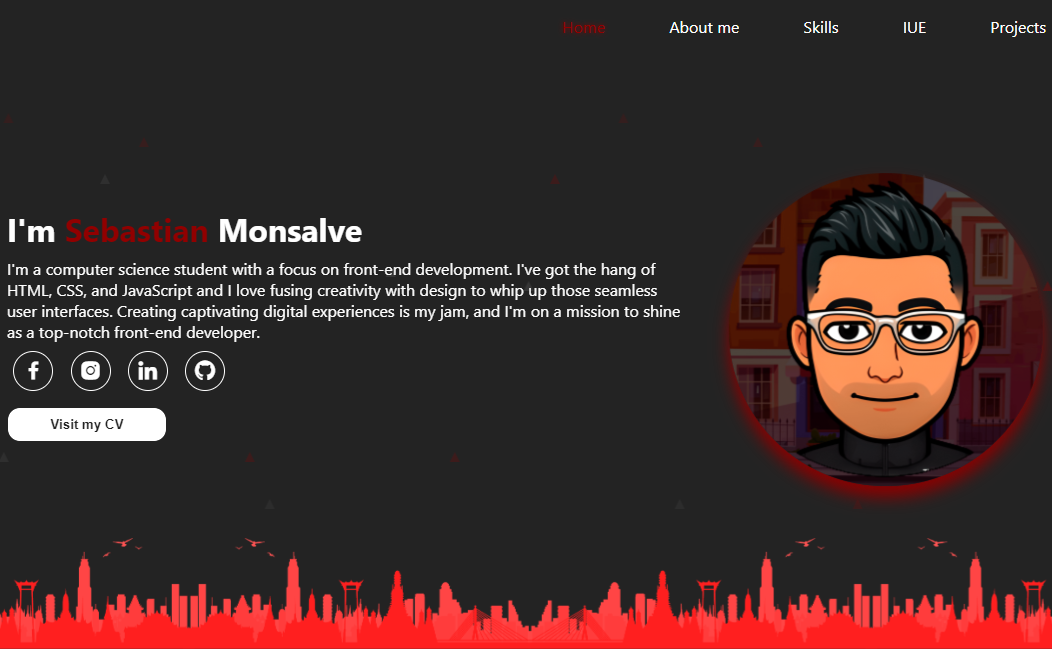 Home About me Skills IUE Projects
I'm Sebastian Monsalve
I'm a computer science student with a focus on front-end development. I've got the hang of
HTML, CSS, and JavaScript and I love fusing creativity with design to whip up those seamless
user interfaces. Creating captivating digital experiences is my jam, and I'm on a mission to shine
as a top-notch front-end developer.
Visit my CV